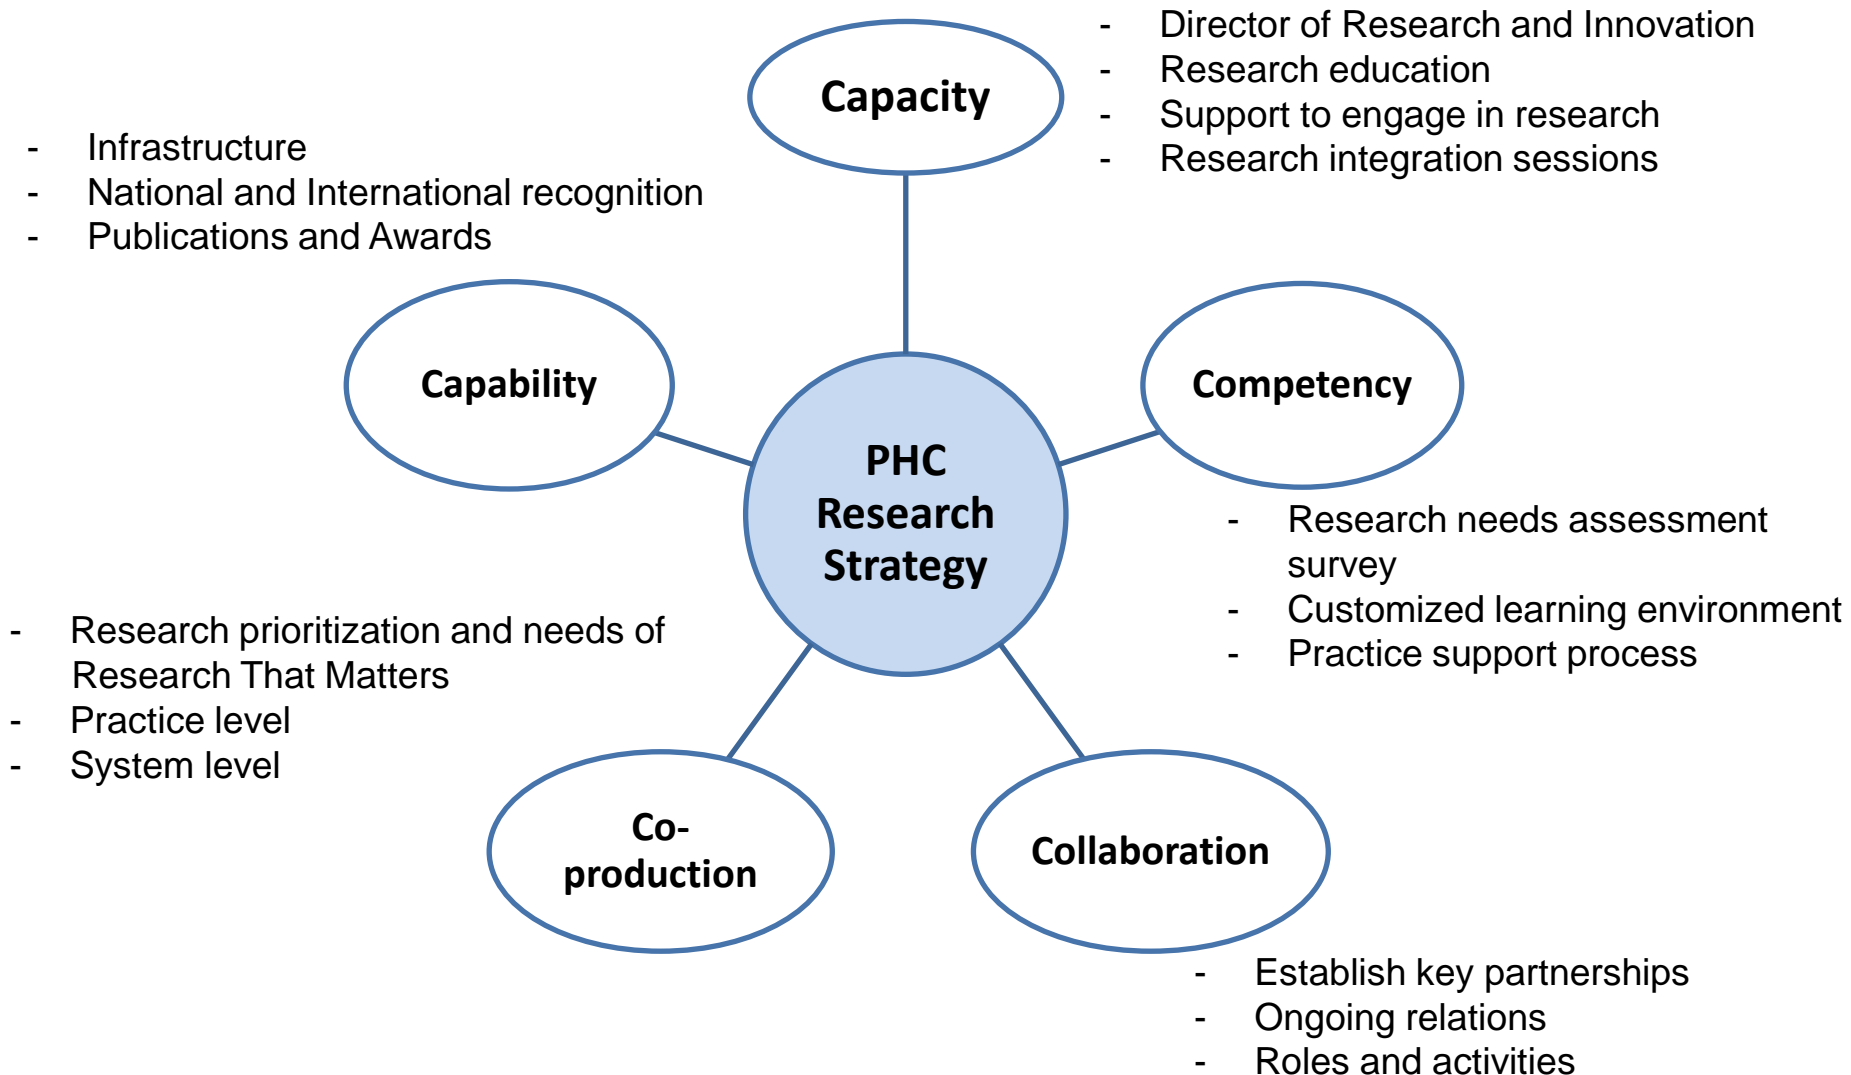 Capacity
- Director of Research and Innovation
- Research education
- Support to engage in research
- Research integration sessions
- Infrastructure
- National and International recognition
- Publications and Awards
Capability
Competency
PHC
Research
Strategy
- Research needs assessment
survey
- Customized learning environment
- Practice support process
- Research prioritization and needs of
Research That Matters
- Practice level
- System level
Co-
production
Collaboration
- Establish key partnerships
- Ongoing relations
- Roles and activities